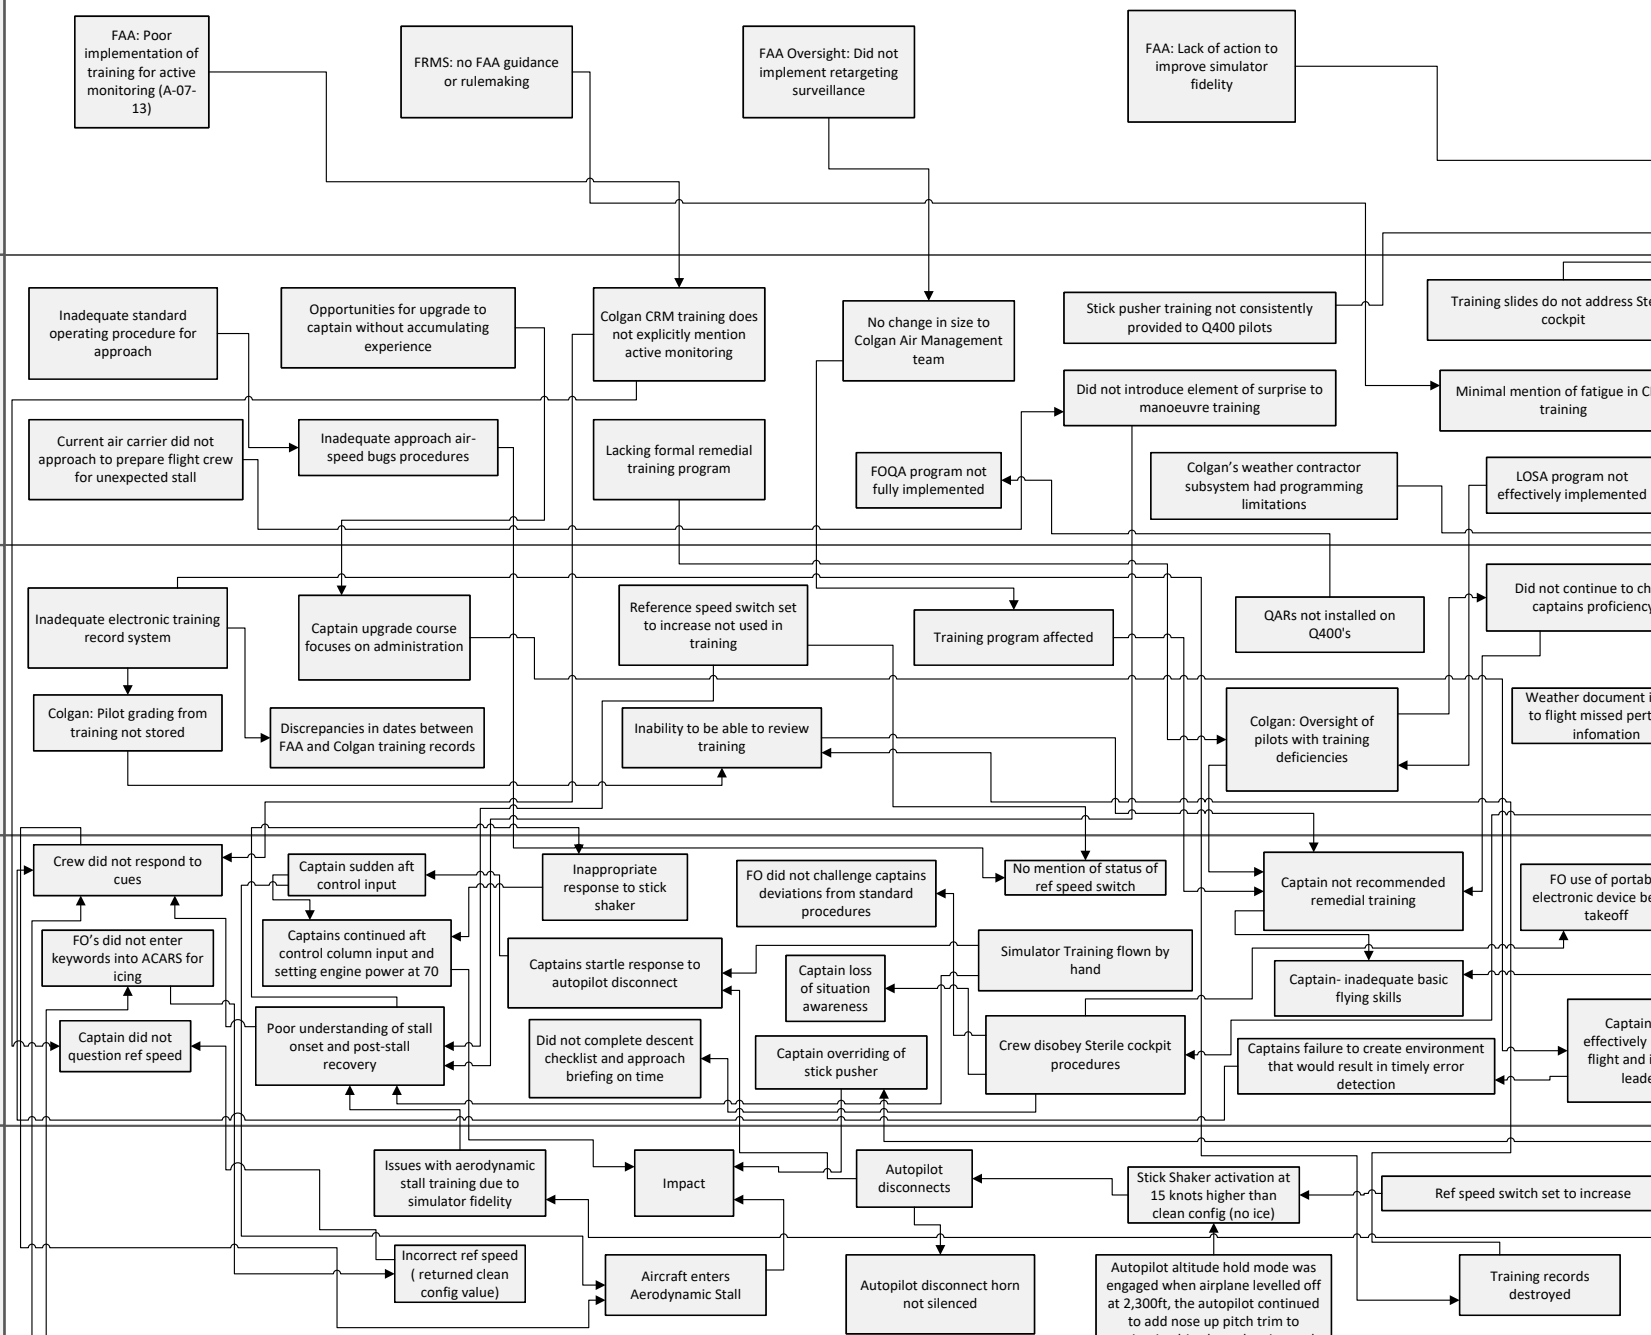 FAA: Poor
implementation of
training for active
monitoring (A-07-
13)
FRMS: no FAA guidance
or rulemaking
FAA Oversight: Did not
implement retargeting
surveillance
FAA: Lack of action to
improve simulator
fidelity
Inadequate standard
operating procedure for
approach
Opportunities for upgrade to
captain without accumulating
experience
Colgan CRM training does
not explicitly mention
active monitoring
No change in size to
Colgan Air Management
team
Stick pusher training not consistently
provided to Q400 pilots
Training slides do not address
cockpit
Did not introduce element of surprise to
manoeuvre training
Minimal mention of fatigue in
training
Current air carrier did not
approach to prepare flight crew
for unexpected stall
Inadequate approach air-
speed bugs procedures
Lacking formal remedial
training program
FOQA program not
fully implemented
Colgan's weather contractor
subsystem had programming
limitations
LOSA program not
effectively implemented
Inadequate electronic training
record system
Captain upgrade course
focuses on administration
Reference speed switch set
to increase not used in
training
Training program affected
QARs not installed on
Q400's
Did not continue to
captains
Colgan: Pilot grading from
training not stored
Discrepancies in dates between
FAA and Colgan training records
Inability to be able to review
training
Colgan: Oversight of
pilots with training
deficiencies
Weather document
to flight missed
infomation
Crew did not respond to
cues
Captain sudden aft
control input
Inappropriate
response to stick
shaker
FO did not challenge captains
deviations from standard
procedures
No mention of status of
ref speed switch
Captain not recommended
remedial training
FO use of
electronic device
takeoff
FO's did not enter
keywords into ACARS for
icing
Captains continued aft
control column input and
setting engine power at 70
Captains startle response to
autopilot disconnect
Captain loss
of situation
awareness
Simulator Training flown by
hand
Captain- inadequate basic
flying skills
Captain did not
question ref speed
Poor understanding of stall
onset and post-stall
recovery
Did not complete descent
checklist and approach
briefing on time
Captain overriding of
stick pusher
Crew disobey Sterile cockpit
procedures
Captains failure to create environment
that would result in timely error
detection
Captain
effectively
flight and
Issues with aerodynamic
stall training due to
simulator fidelity
Impact
Autopilot
disconnects
Stick Shaker activation at
15 knots higher than
clean config (no ice)
Ref speed switch set to increase
Incorrect ref speed
( returned clean
config value)
Aircraft enters
Aerodynamic Stall
Autopilot disconnect horn
not silenced
Autopilot altitude hold mode was
engaged when airplane levelled off
at 2,300ft, the autopilot continued
to add nose up pitch trim to
Training records
destroyed